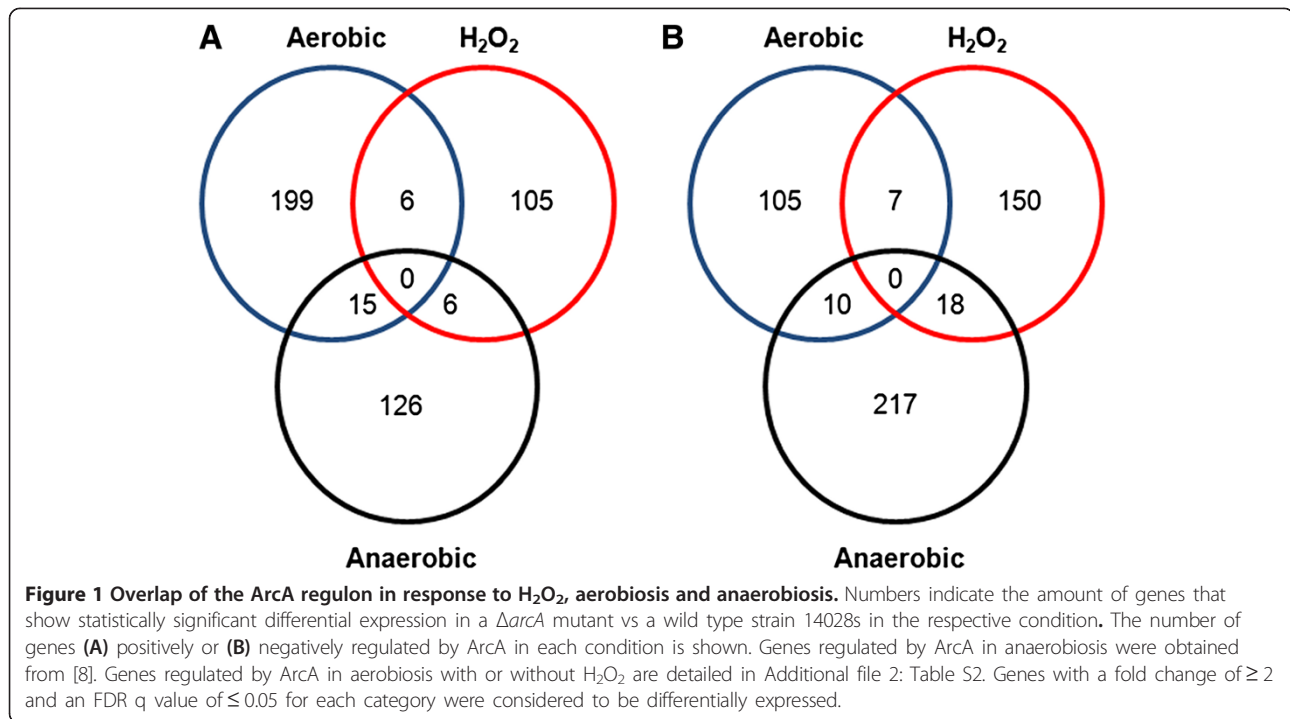 A
Aerobic
H₂O₂
199
6
105
0
15
6
126
Anaerobic
B
Aerobic
H₂O₂
105
7
150
0
10
18
217
Anaerobic
Figure 1 Overlap of the ArcA regulon in response to H₂O₂, aerobiosis and anaerobiosis. Numbers indicate the amount of genes that
show statistically significant differential expression in a ΔarcA mutant vs a wild type strain 14028s in the respective condition. The number of
genes (A) positively or (B) negatively regulated by ArcA in each condition is shown. Genes regulated by ArcA in anaerobiosis were obtained
from [8]. Genes regulated by ArcA in aerobiosis with or without H₂O₂ are detailed in Additional file 2: Table S2. Genes with a fold change of ≥ 2
and an FDR q value of ≤ 0.05 for each category were considered to be differentially expressed.